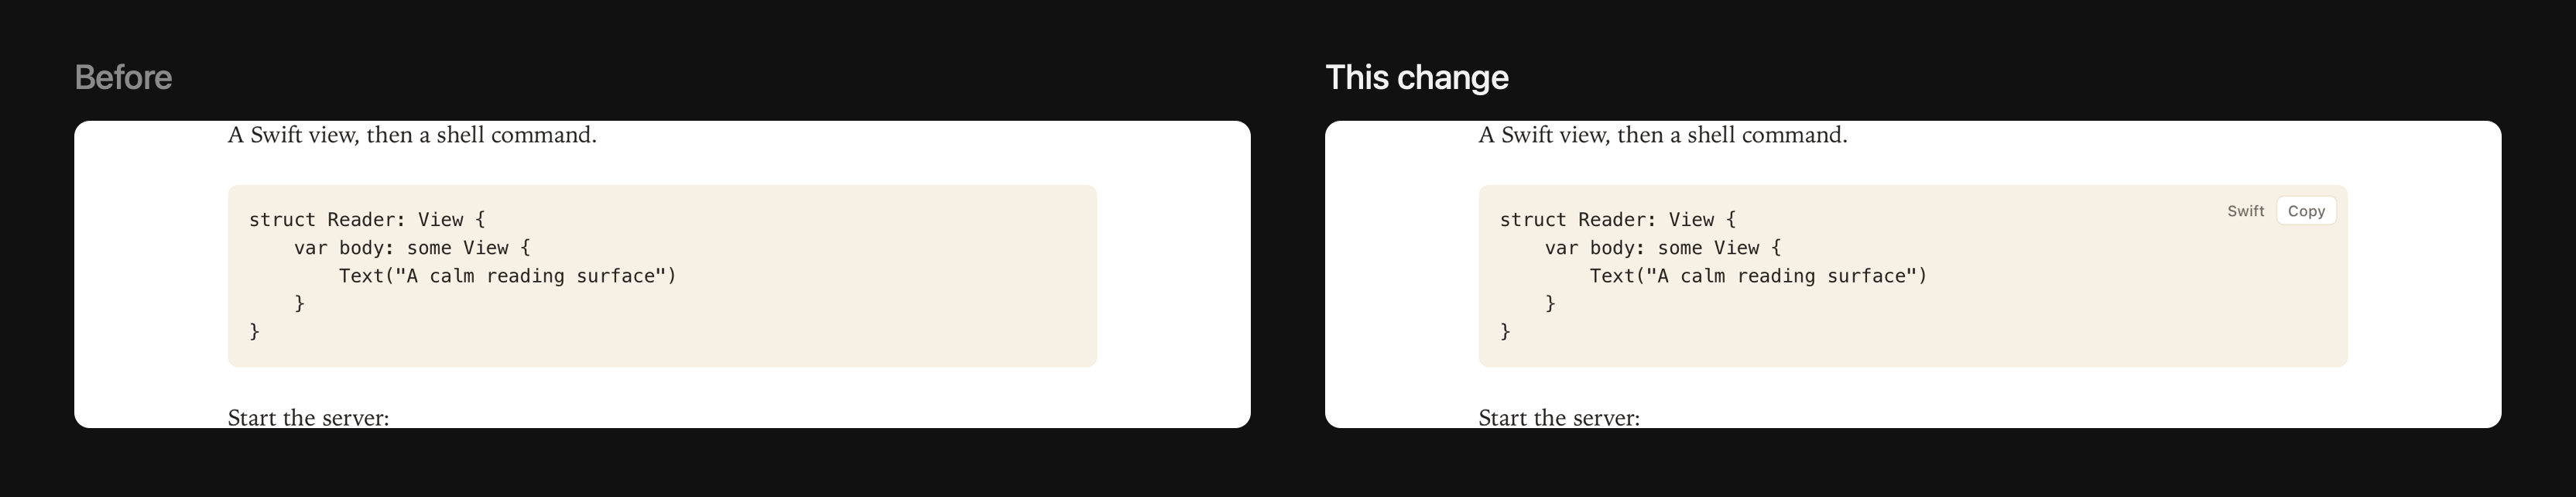 Before
A Swift view, then a shell command.
struct Reader: View {
    var body: some View {
        Text("A calm reading surface")
    }
}
Start the server:
This change
A Swift view, then a shell command.
Swift Copy
struct Reader: View {
    var body: some View {
        Text("A calm reading surface")
    }
}
Start the server: